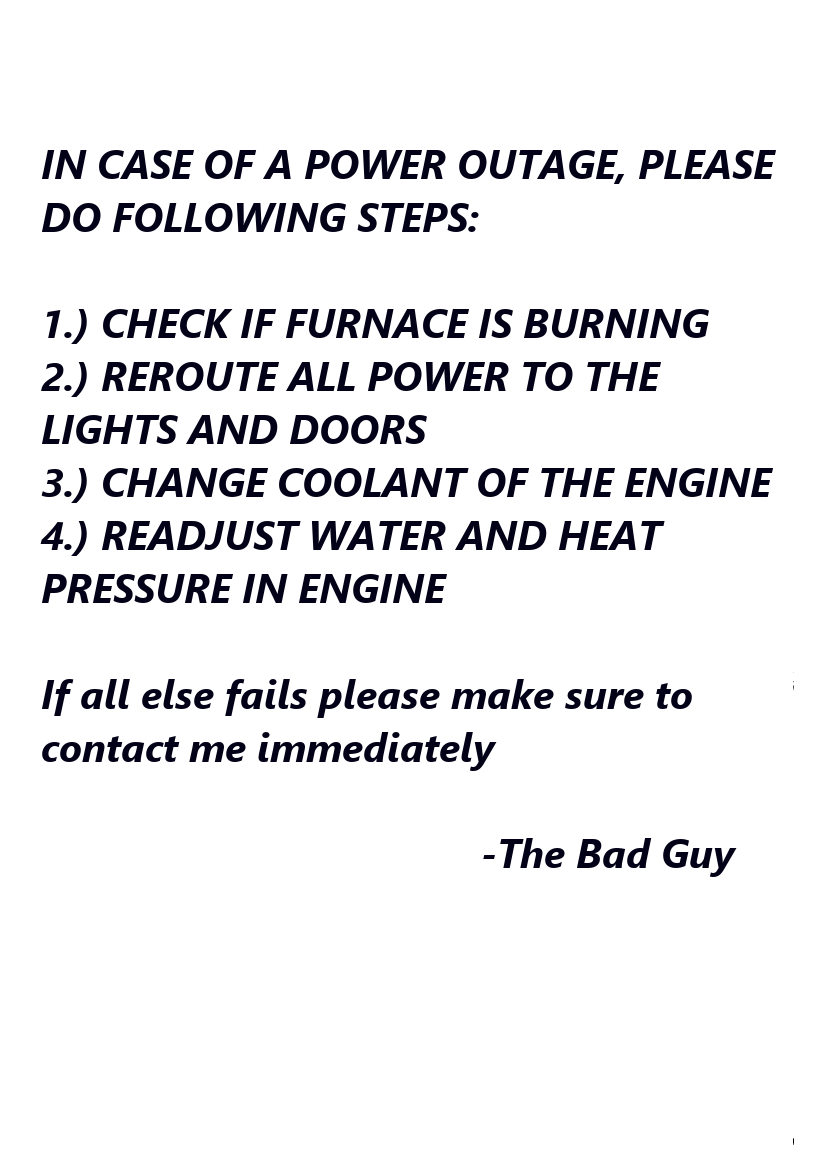 IN CASE OF A POWER OUTAGE, PLEASE
DO FOLLOWING STEPS:
1.) CHECK IF FURNACE IS BURNING
2.) REROUTE ALL POWER TO THE
LIGHTS AND DOORS
3.) CHANGE COOLANT OF THE ENGINE
4.) READJUST WATER AND HEAT
PRESSURE IN ENGINE
If all else fails please make sure to
contact me immediately
-The Bad Guy